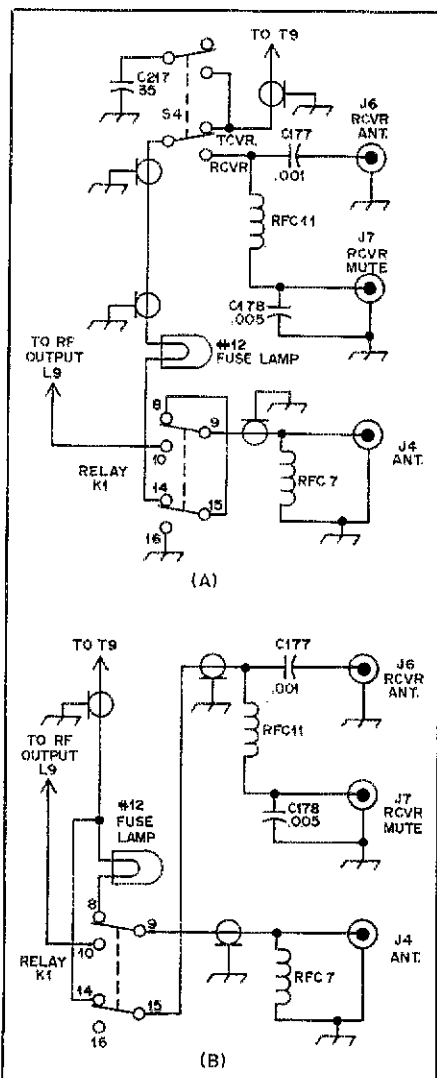 TO T9
C217
35
S4
TCVR.
RCVR
C177
.001
J6
RCVR
ANT.
RFC11
J7
RCVR
MUTE
C178
.005
#12
FUSE LAMP
TO RF
OUTPUT
L9
8
9
10
RELAY
K1
14
15
16
RFC 7
J4
ANT.
(A)
TO T9
C177
.001
J6
RCVR
ANT.
TO RF
OUTPUT
L9
RFC11
#12
FUSE
LAMP
J7
RCVR
MUTE
C178
.005
8
9
10
RELAY
K1
14
15
16
RFC 7
J4
ANT.
(B)